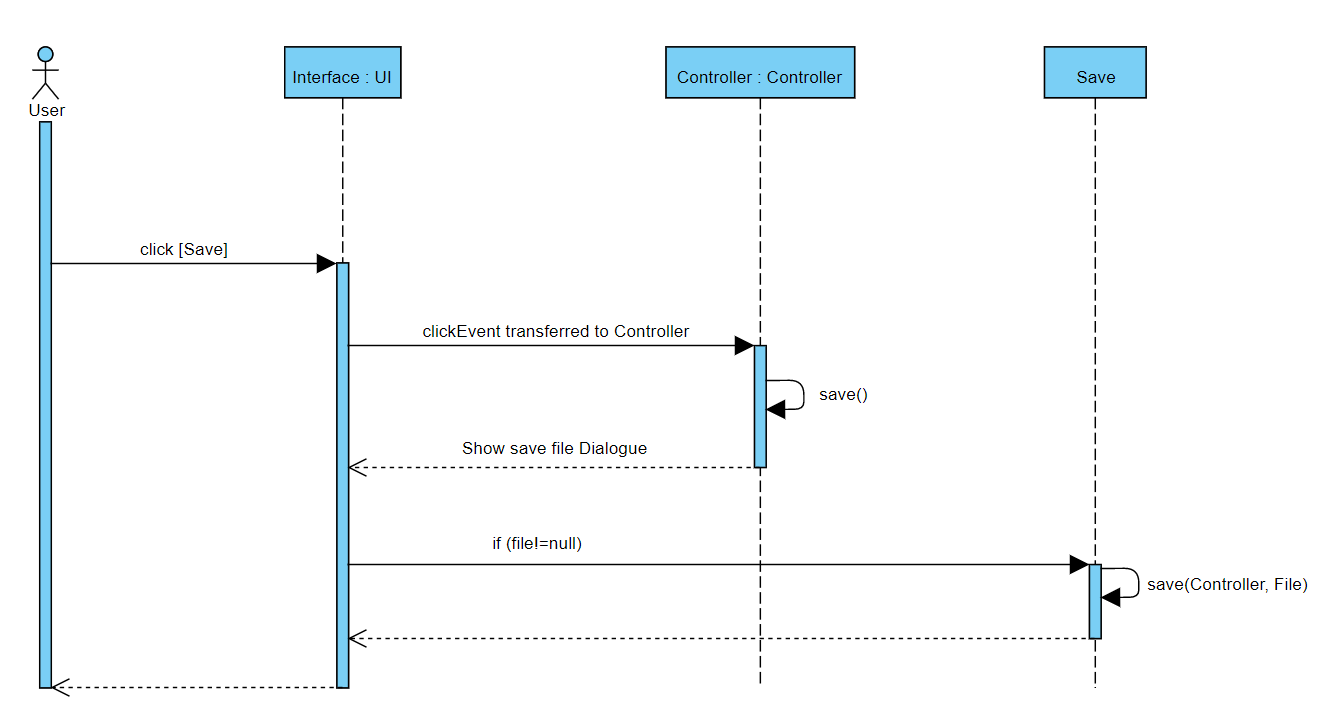 User
Interface : UI
Controller : Controller
Save
click [Save]
clickEvent transferred to Controller
save()
Show save file Dialogue
if (file!=null)
save(Controller, File)